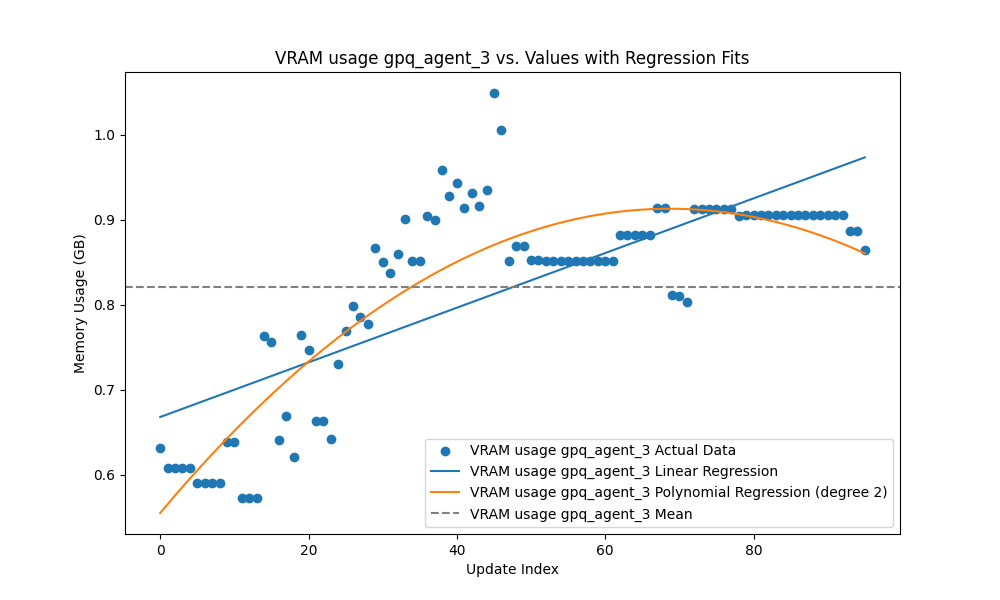 VRAM usage gpq_agent_3 vs. Values with Regression Fits
Memory Usage (GB)
1.0
0.9
0.8
0.7
0.6
0
20
40
60
80
Update Index
VRAM usage gpq_agent_3 Actual Data
VRAM usage gpq_agent_3 Linear Regression
VRAM usage gpq_agent_3 Polynomial Regression (degree 2)
VRAM usage gpq_agent_3 Mean